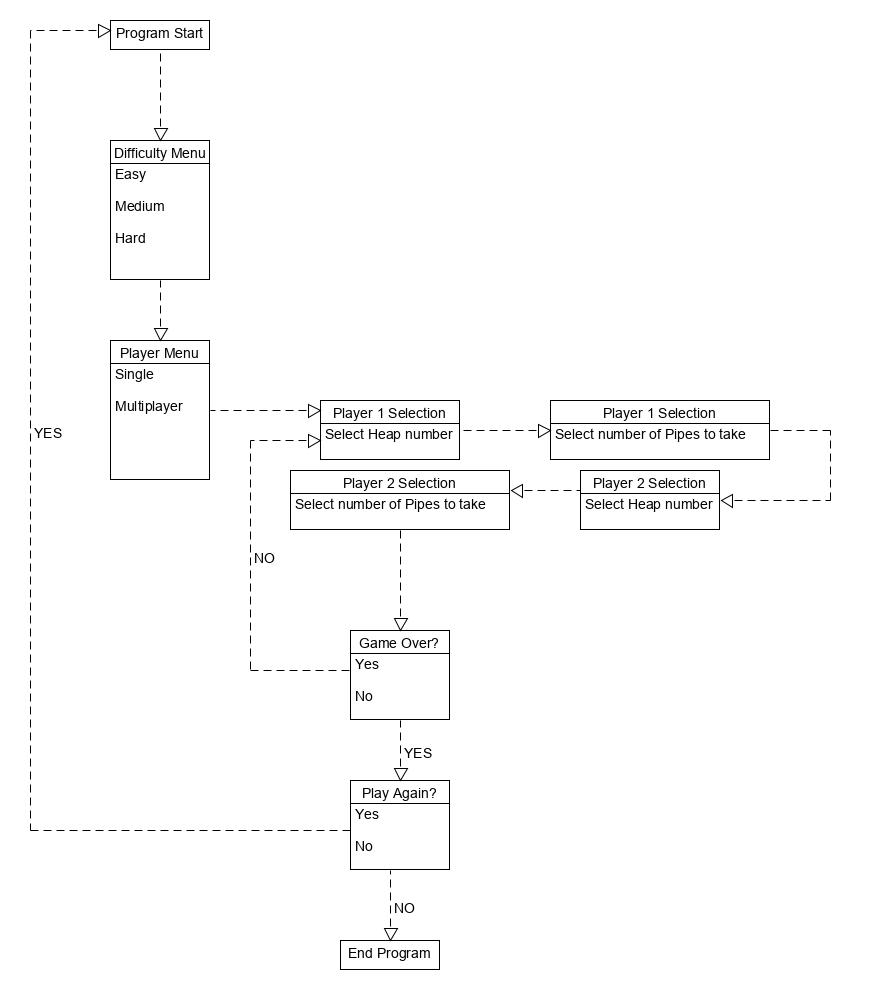 Program Start
Difficulty Menu
Easy
Medium
Hard
Player Menu
Single
Multiplayer
YES
Player 1 Selection
Select Heap number
Player 1 Selection
Select number of Pipes to take
Player 2 Selection
Select Heap number
Player 2 Selection
Select number of Pipes to take
NO
Game Over?
Yes
No
YES
Play Again?
Yes
No
NO
End Program